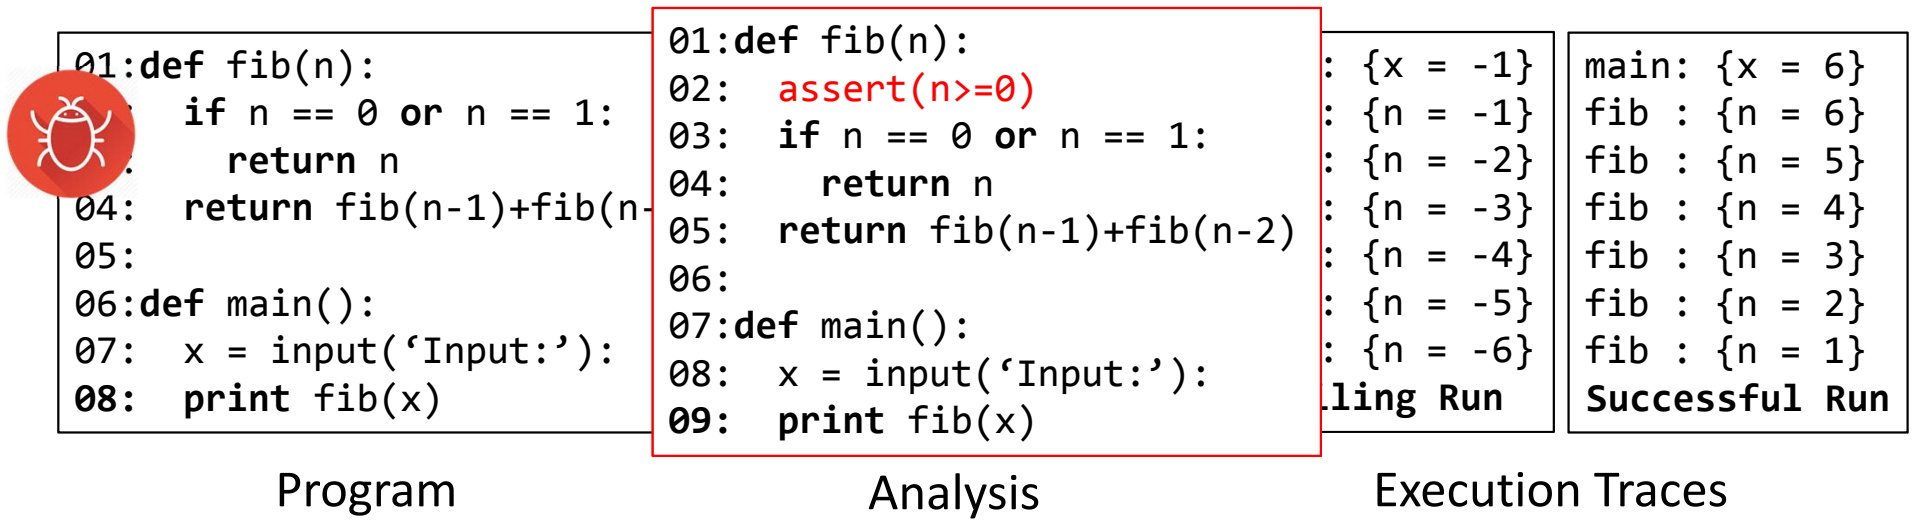 01:def fib(n):
if n == 0 or n == 1:
return n
04: return fib(n-
05:
06:def main():
07: x = input(‘Input:’):
08: print fib(x)
Program
01:def fib(n):
02: assert(n>=0)
03: if n == 0 or n == 1:
04: return n
05: return fib(n-1)+fib(n-2)
06:
07:def main():
08: x = input(‘Input:’):
09: print fib(x)
Analysis
: {x = -1}
: {n = -1}
: {n = -2}
: {n = -3}
: {n = -4}
: {n = -5}
: {n = -6}
Run
main: {x = 6}
fib : {n = 6}
fib : {n = 5}
fib : {n = 4}
fib : {n = 3}
fib : {n = 2}
fib : {n = 1}
Successful Run
Execution Traces